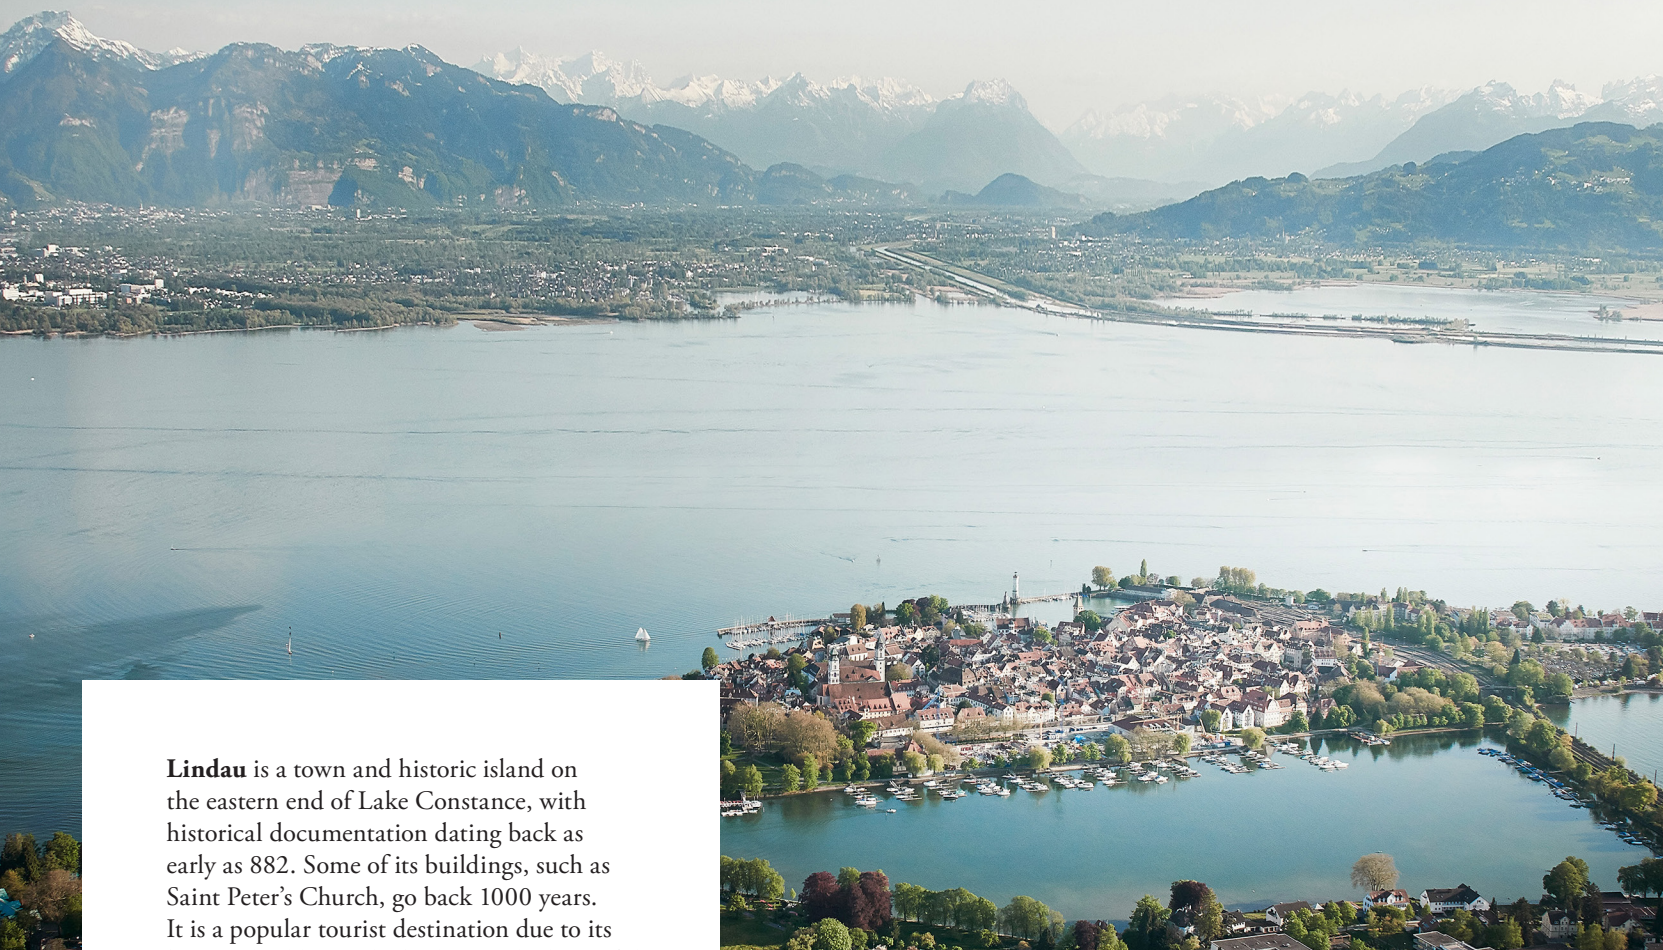 Lindau is a town and historic island on
the eastern end of Lake Constance, with
historical documentation dating back as
early as 882. Some of its buildings, such as
Saint Peter’s Church, go back 1000 years.
It is a popular tourist destination due to its